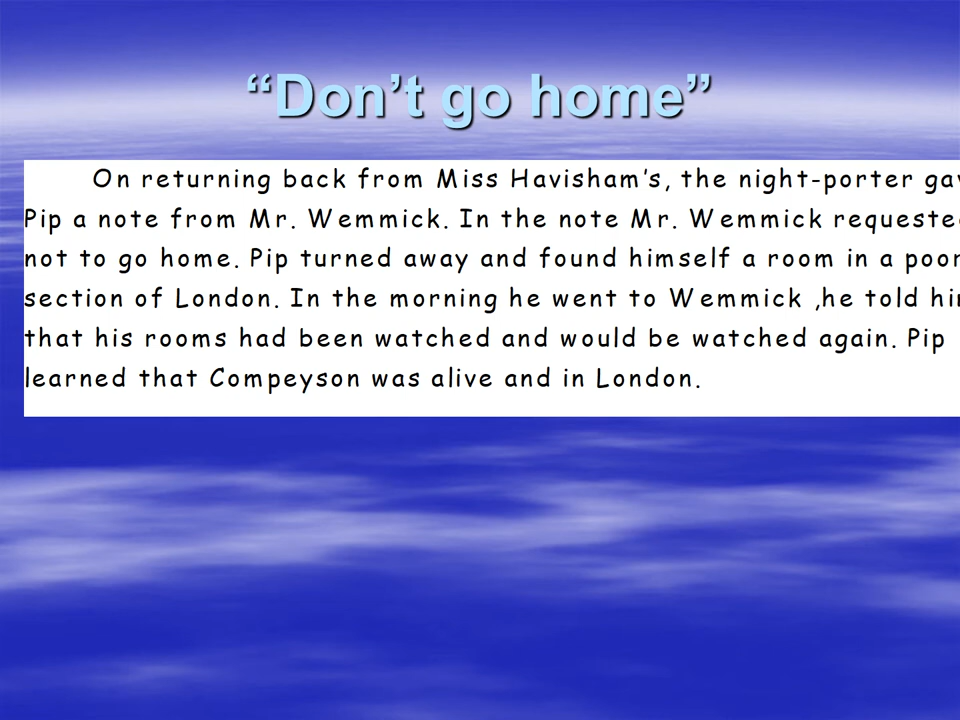 “Don’t go home”
On returning back from Miss Havisham’s, the night-porter
Pip a note from Mr. Wemmick. In the note Mr. Wemmick
not to go home. Pip turned away and found himself a room in a poor
section of London. In the morning he went to Wemmick ,he told
that his rooms had been watched and would be watched again. Pip
learned that Compeyson was alive and in London.